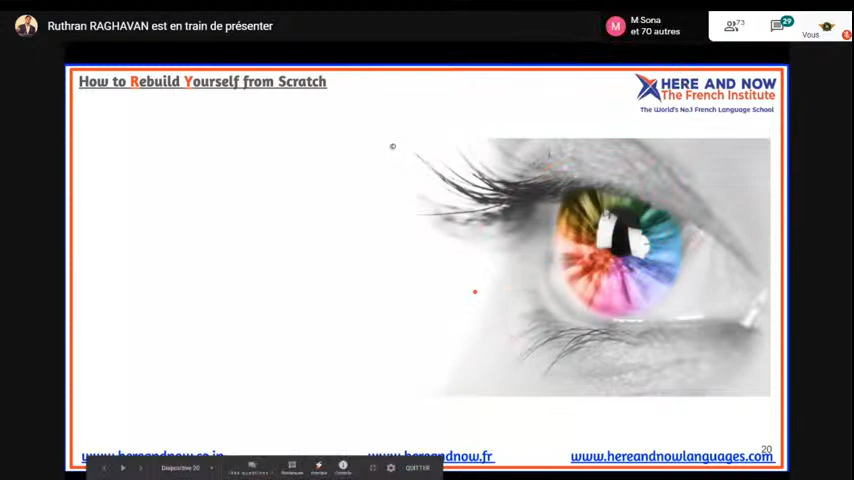 Ruthran RAGHAVAN est en train de présenter
M
M Sona
et 70 autres
73
29
Vous
How to Rebuild Yourself from Scratch
HERE AND NOW
The French Institute
The World's No.1 French Language School
©
20
www.hereandnow.co.in
www.hereandnow.fr
www.hereandnowlanguages.com
Diapositive 20
QUITTER